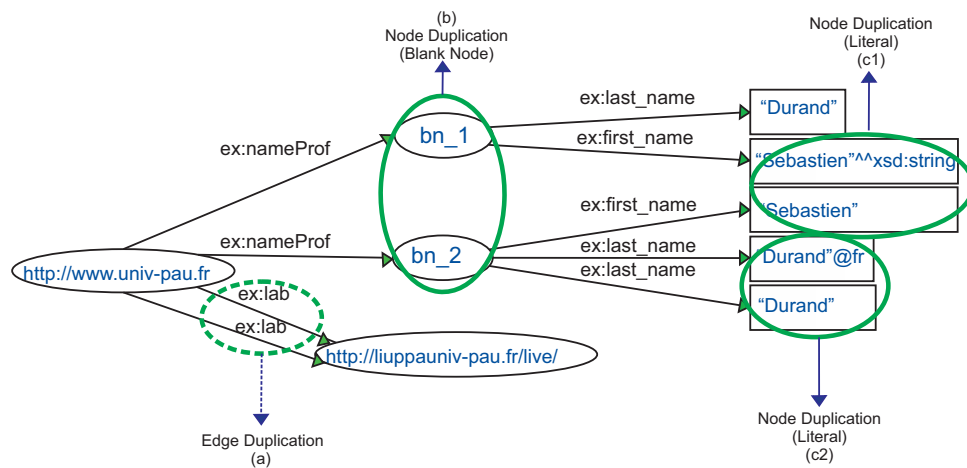 (b)
Node Duplication
(Blank Node)
Node Duplication
(Literal)
(c1)
ex:last_name
“Durand”
bn_1
ex:first_name
ex:nameProf
“Sebastien”^^xsd:string
ex:first_name
“Sebastien”
ex:nameProf
ex:last_name
bn_2
Durand”@fr
http://www.univ-pau.fr
ex:last_name
ex:lab
“Durand”
ex:lab
http://liuppauniv-pau.fr/live/
Edge Duplication
(a)
Node Duplication
(Literal)
(c2)